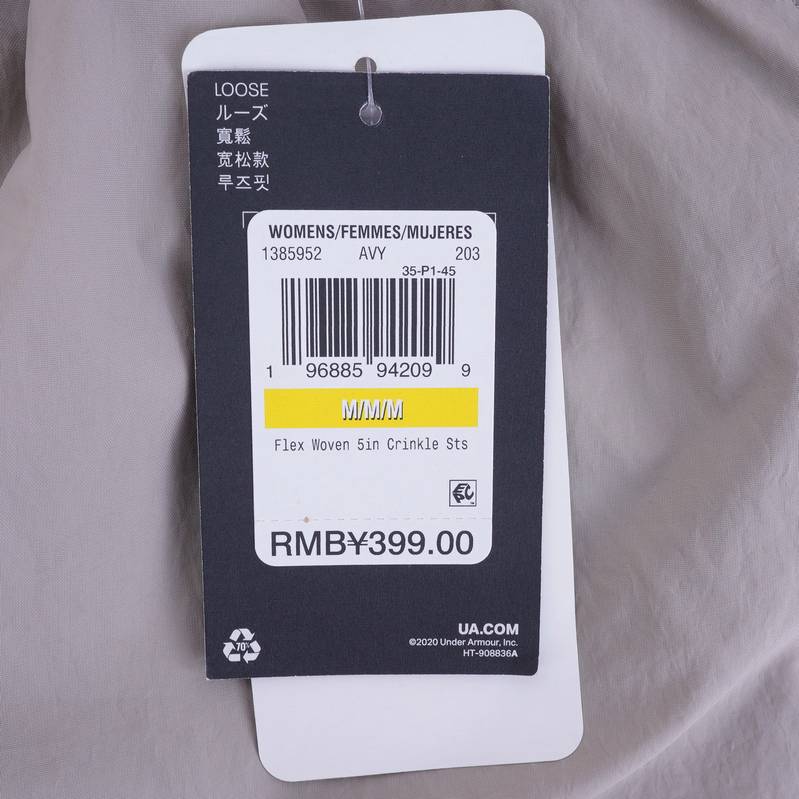 LOOSE
ルーズ
寬鬆
宽松款
루즈핏
WOMENS/FEMMES/MUJERES
1385952 AVY 203
35-P1-45
1 96885 94209 9
M/M/M
Flex Woven 5in Crinkle Sts
RMB¥399.00
70%
UA.COM
©2020 Under Armour, Inc.
HT-908836A